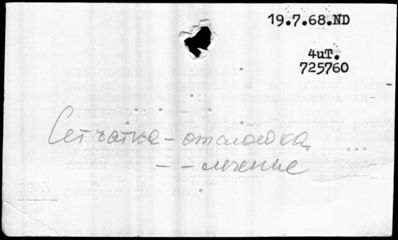 19.7.68.ND
4uT.
725760
Сетчатка - отслойка ...
- - лечение